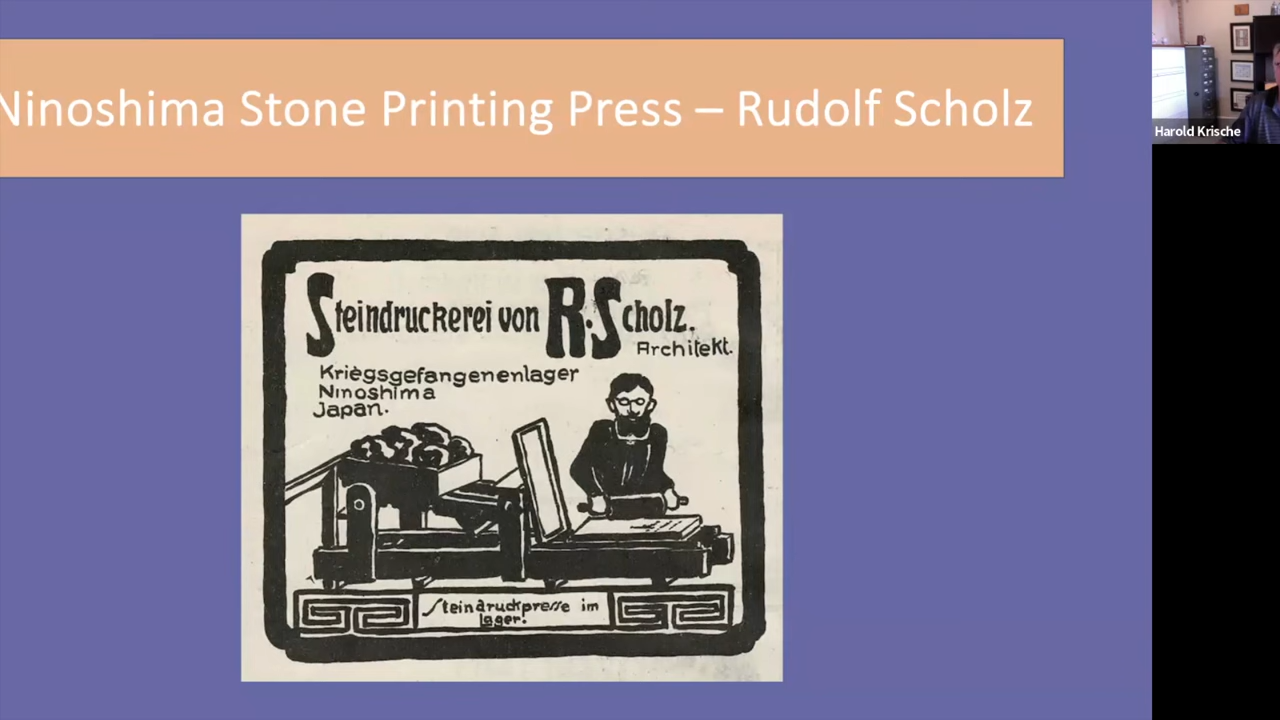 Ninoshima Stone Printing Press – Rudolf Scholz
Harold Krische
Steindruckerei von R. Scholz.
Architekt.
Kriegsgefangenenlager
Ninoshima
Japan.
Steindruckpresse im
lager.